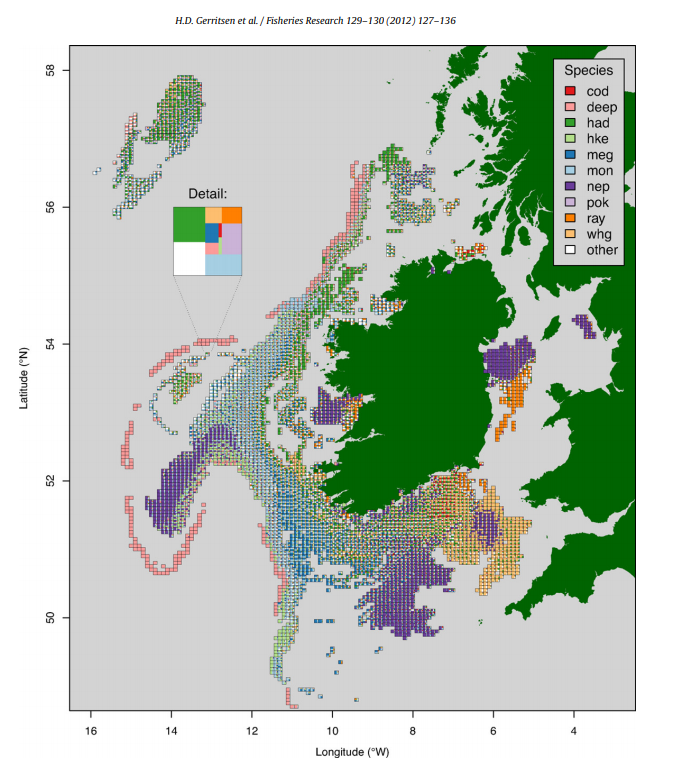 H.D. Gerritsen et al. / Fisheries Research 129–130 (2012) 127–136
Species
cod
deep
had
hke
meg
mon
nep
pok
ray
whg
other
Detail:
58
56
54
52
50
Latitude (°N)
16 14 12 10 8 6 4
Longitude (°W)